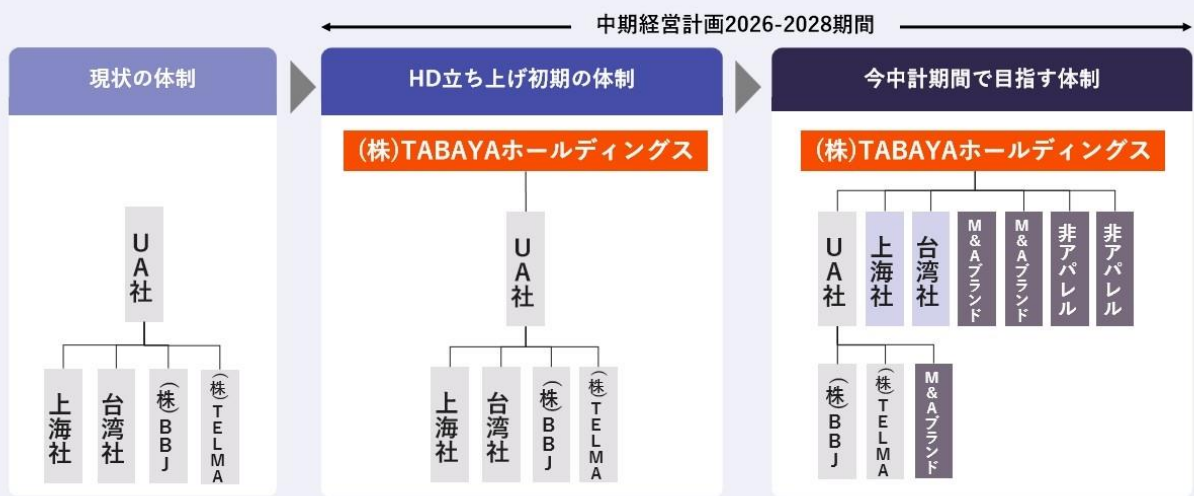 中期経営計画2026-2028期間
現状の体制
HD立ち上げ初期の体制
今中計期間で目指す体制
UA社
上海社
台湾社
(株)BBJ
(株)TELMA
(株)TABAYAホールディングス
UA社
上海社
台湾社
(株)BBJ
(株)TELMA
(株)TABAYAホールディングス
UA社
上海社
台湾社
M&Aブランド
M&Aブランド
非アパレル
非アパレル
(株)BBJ
(株)TELMA
M&Aブランド